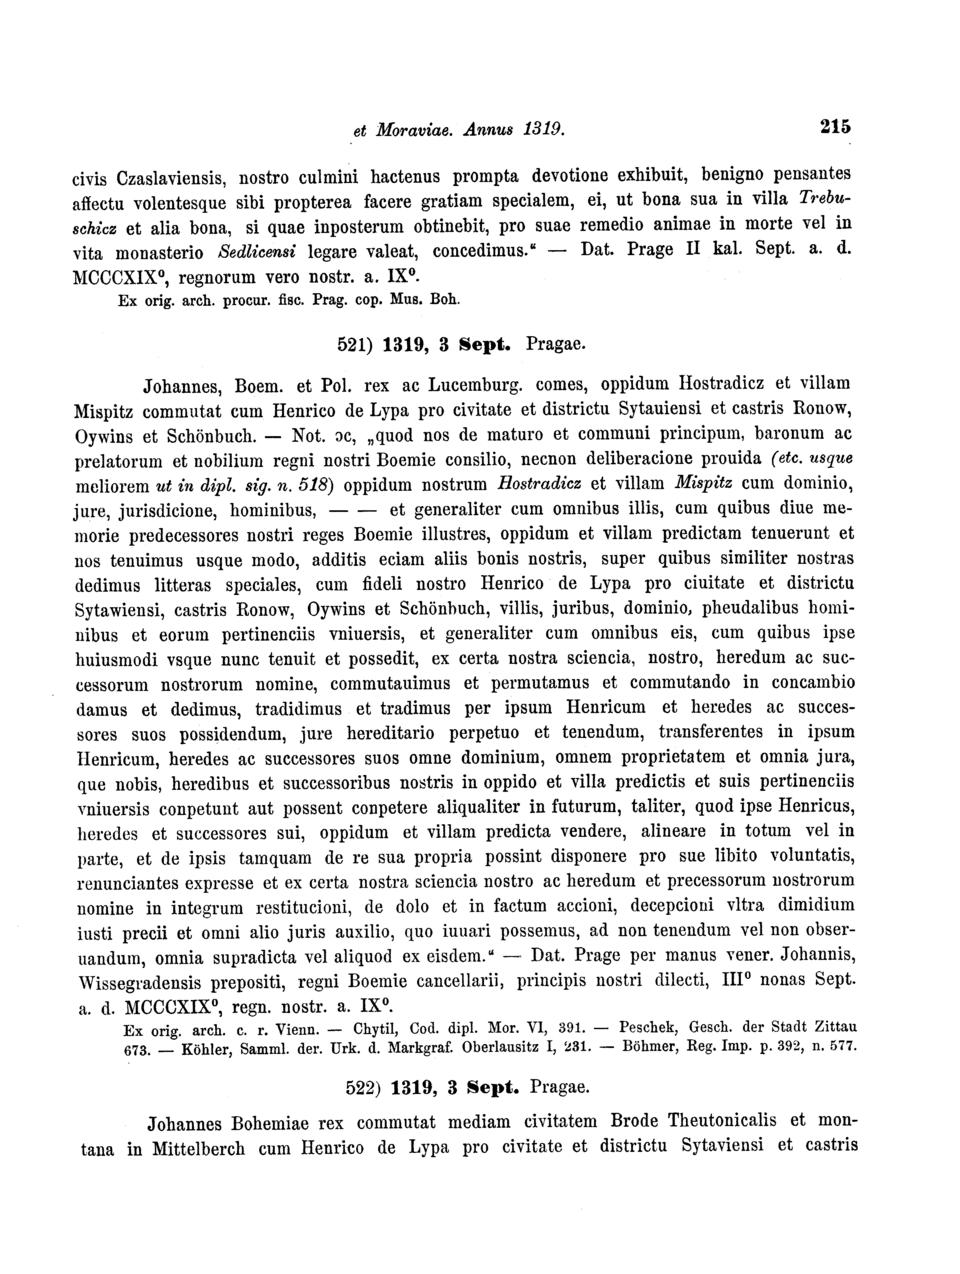 et Moraviae. Annus 1319. 215
civis Czaslaviensis, nostro culmini hactenus prompta devotione exhibuit, benigno pensantes
affectu volentesque sibi propterea facere gratiam specialem, ei, ut bona sua in villa Trebu-
schicz et alia bona, si quae inposterum obtinebit, pro suae remedio animae in morte vel in
vita monasterio Sedlicensi legare valeat, concedimus.“ — Dat. Prage II kal. Sept. a. d.
MCCCXIX⁰, regnorum vero nostr. a. IX⁰.
Ex orig. arch. procur. fisc. Prag. cop. Mus. Boh.
521) 1319, 3 Sept. Pragae.
Johannes, Boem. et Pol. rex ac Lucemburg. comes, oppidum Hostradicz et villam
Mispitz commutat cum Henrico de Lypa pro civitate et districtu Sytauiensi et castris Ronow,
Oywins et Schönbuch. — Not. ɔc, „quod nos de maturo et communi principum, baronum ac
prelatorum et nobilium regni nostri Boemie consilio, necnon deliberacione prouida (etc. usque
meliorem ut in dipl. sig. n. 518) oppidum nostrum Hostradicz et villam Mispitz cum dominio,
jure, jurisdicione, hominibus, — — et generaliter cum omnibus illis, cum quibus diue me-
morie predecessores nostri reges Boemie illustres, oppidum et villam predictam tenuerunt et
nos tenuimus usque modo, additis eciam aliis bonis nostris, super quibus similiter nostras
dedimus litteras speciales, cum fideli nostro Henrico de Lypa pro ciuitate et districtu
Sytawiensi, castris Ronow, Oywins et Schönbuch, villis, juribus, dominio, pheudalibus homi-
nibus et eorum pertinenciis vniuersis, et generaliter cum omnibus eis, cum quibus ipse
huiusmodi vsque nunc tenuit et possedit, ex certa nostra sciencia, nostro, heredum ac suc-
cessorum nostrorum nomine, commutauimus et permutamus et commutando in concambio
damus et dedimus, tradidimus et tradimus per ipsum Henricum et heredes ac succes-
sores suos possidendum, jure hereditario perpetuo et tenendum, transferentes in ipsum
Henricum, heredes ac successores suos omne dominium, omnem proprietatem et omnia jura,
que nobis, heredibus et successoribus nostris in oppido et villa predictis et suis pertinenciis
vniuersis conpetunt aut possent conpetere aliqualiter in futurum, taliter, quod ipse Henricus,
heredes et successores sui, oppidum et villam predicta vendere, alineare in totum vel in
parte, et de ipsis tamquam de re sua propria possint disponere pro sue libito voluntatis,
renunciantes expresse et ex certa nostra sciencia nostro ac heredum et precessorum nostrorum
nomine in integrum restitucioni, de dolo et in factum accioni, decepcioni vltra dimidium
iusti precii et omni alio juris auxilio, quo iuuari possemus, ad non tenendum vel non obser-
uandum, omnia supradicta vel aliquod ex eisdem.“ — Dat. Prage per manus vener. Johannis,
Wissegradensis prepositi, regni Boemie cancellarii, principis nostri dilecti, III⁰ nonas Sept.
a. d. MCCCXIX⁰, regn. nostr. a. IX⁰.
Ex orig. arch. c. r. Vienn. — Chytil, Cod. dipl. Mor. VI, 391. — Peschek, Gesch. der Stadt Zittau
673. — Köhler, Samml. der. Urk. d. Markgraf. Oberlausitz I, 231. — Böhmer, Reg. Imp. p. 392, n. 577.
522) 1319, 3 Sept. Pragae.
Johannes Bohemiae rex commutat mediam civitatem Brode Theutonicalis et mon-
tana in Mittelberch cum Henrico de Lypa pro civitate et districtu Sytaviensi et castris